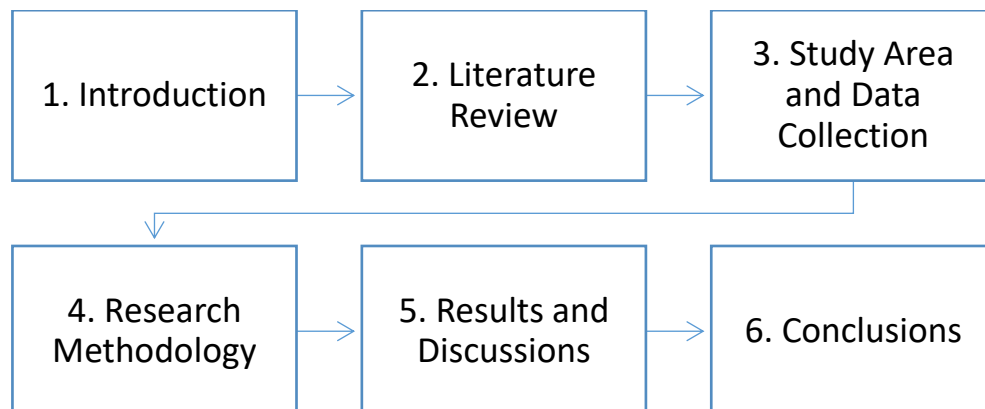 1. Introduction
2. Literature
Review
3. Study Area
and Data
Collection
4. Research
Methodology
5. Results and
Discussions
6. Conclusions